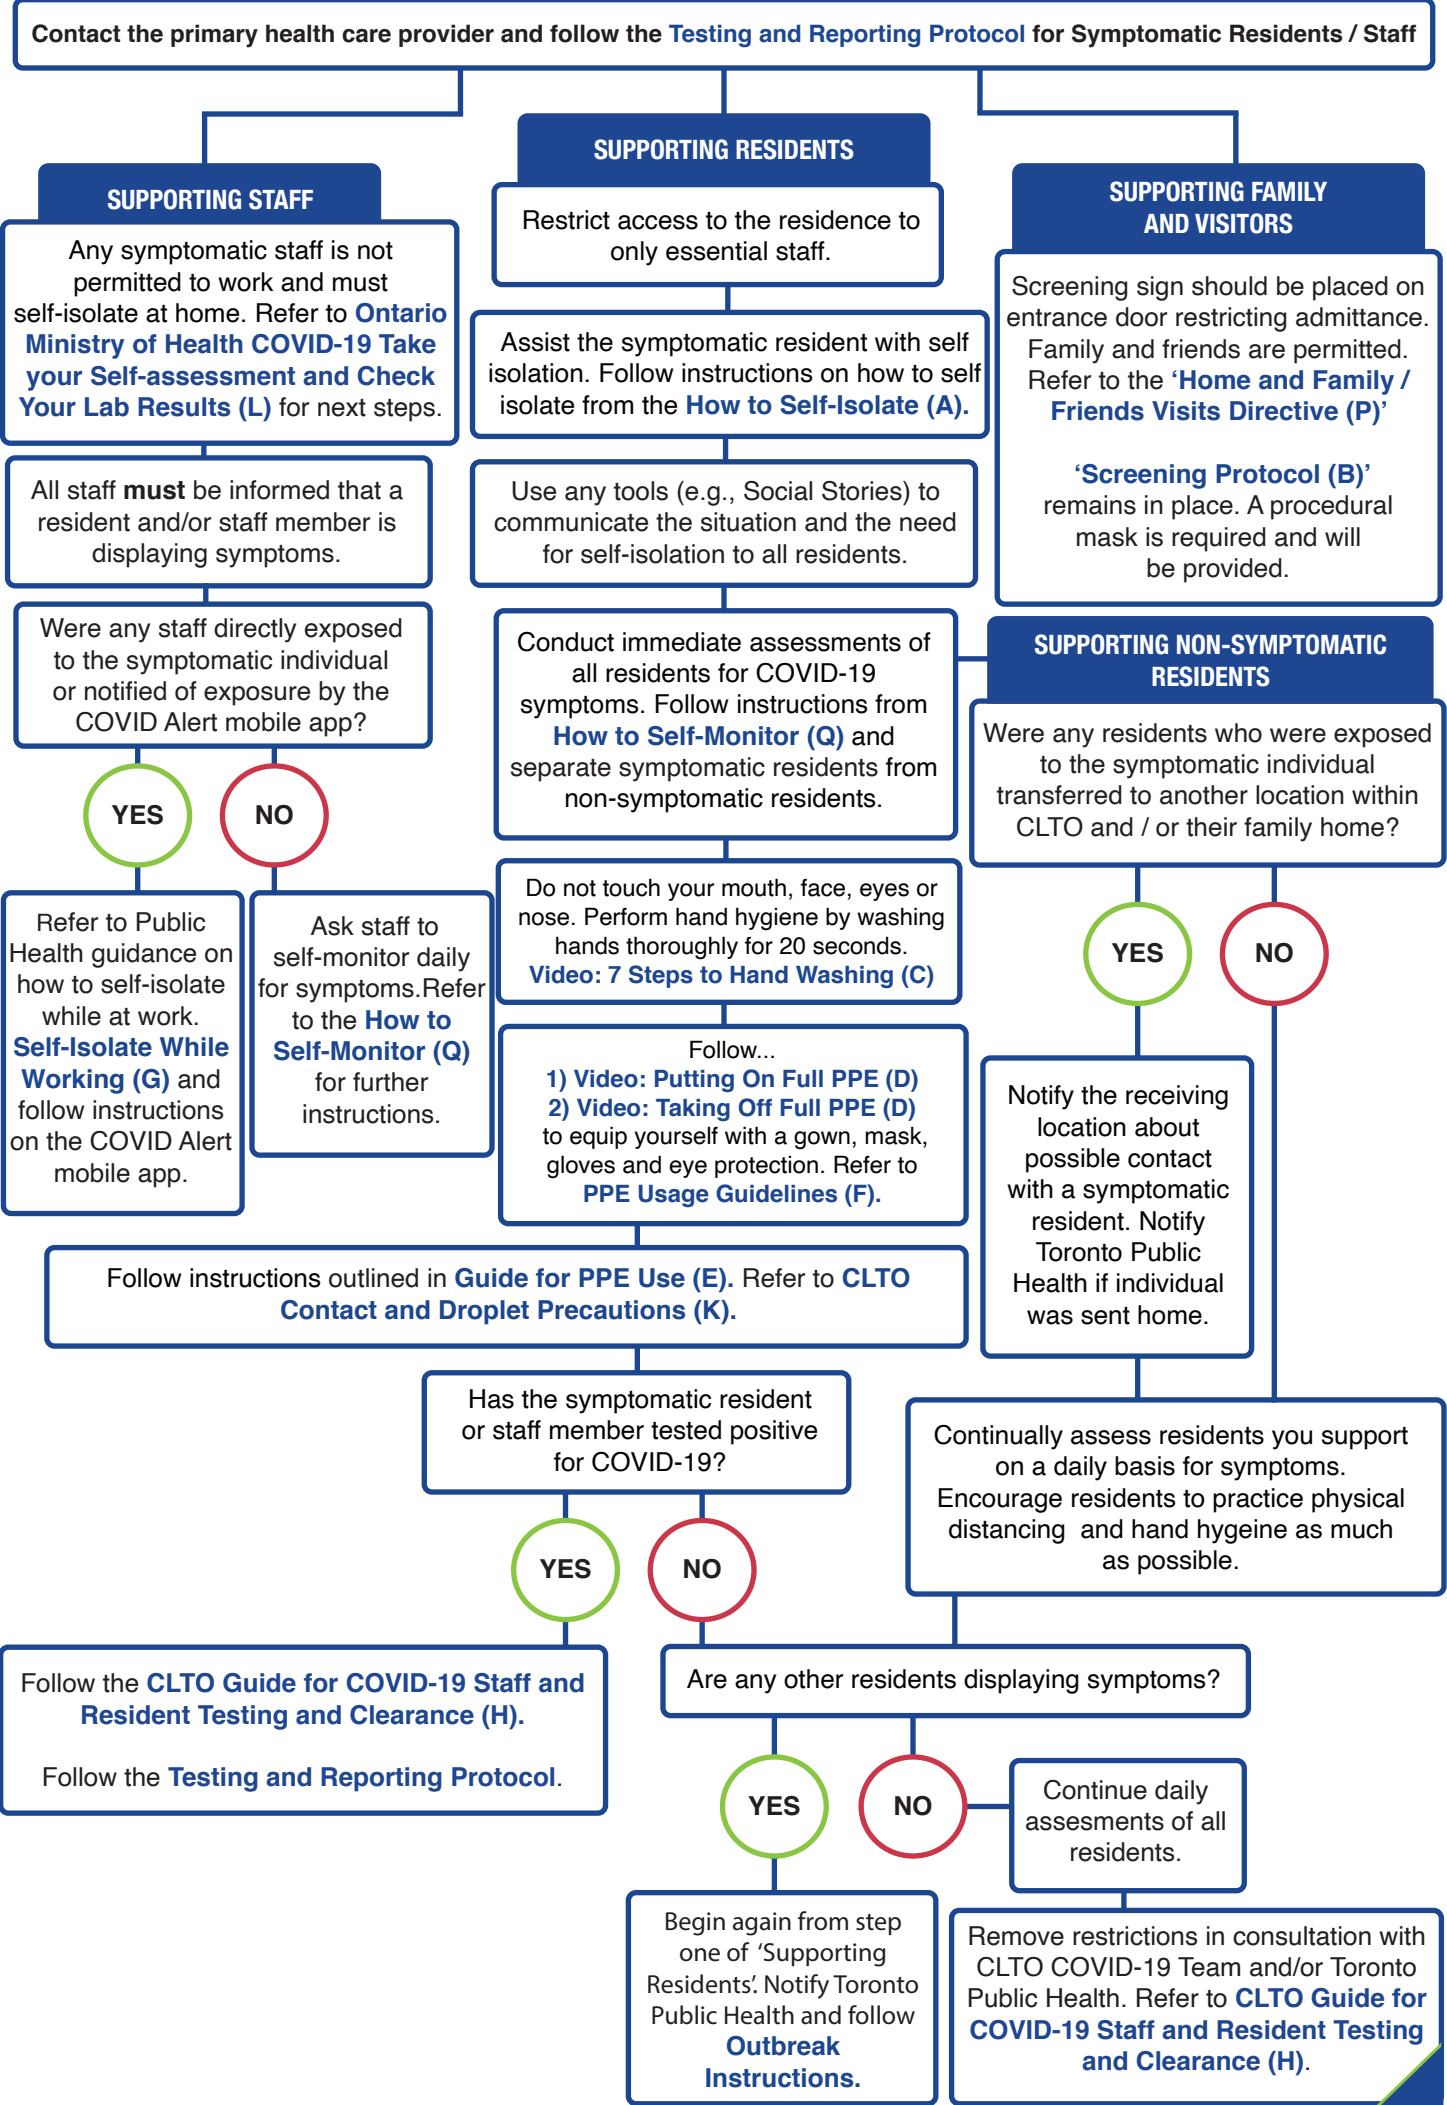 Contact the primary health care provider and follow the Testing and Reporting Protocol for Symptomatic Residents / Staff
SUPPORTING STAFF
Any symptomatic staff is not
permitted to work and must
self-isolate at home. Refer to Ontario
Ministry of Health COVID-19 Take
your Self-assessment and Check
Your Lab Results (L) for next steps.
All staff must be informed that a
resident and/or staff member is
displaying symptoms.
Were any staff directly exposed
to the symptomatic individual
or notified of exposure by the
COVID Alert mobile app?
YES
NO
Refer to Public
Health guidance on
how to self-isolate
while at work.
Self-Isolate While
Working (G) and
follow instructions
on the COVID Alert
mobile app.
Ask staff to
self-monitor daily
for symptoms.Refer
to the How to
Self-Monitor (Q)
for further
instructions.
SUPPORTING RESIDENTS
Restrict access to the residence to
only essential staff.
Assist the symptomatic resident with self
isolation. Follow instructions on how to self
isolate from the How to Self-Isolate (A).
Use any tools (e.g., Social Stories) to
communicate the situation and the need
for self-isolation to all residents.
Conduct immediate assessments of
all residents for COVID-19
symptoms. Follow instructions from
How to Self-Monitor (Q) and
separate symptomatic residents from
non-symptomatic residents.
Do not touch your mouth, face, eyes or
nose. Perform hand hygiene by washing
hands thoroughly for 20 seconds.
Video: 7 Steps to Hand Washing (C)
Follow...
1) Video: Putting On Full PPE (D)
2) Video: Taking Off Full PPE (D)
to equip yourself with a gown, mask,
gloves and eye protection. Refer to
PPE Usage Guidelines (F).
Follow instructions outlined in Guide for PPE Use (E). Refer to CLTO
Contact and Droplet Precautions (K).
Has the symptomatic resident
or staff member tested positive
for COVID-19?
YES
NO
Follow the CLTO Guide for COVID-19 Staff and
Resident Testing and Clearance (H).
Follow the Testing and Reporting Protocol.
SUPPORTING FAMILY
AND VISITORS
Screening sign should be placed on
entrance door restricting admittance.
Family and friends are permitted.
Refer to the ‘Home and Family /
Friends Visits Directive (P)’
‘Screening Protocol (B)’
remains in place. A procedural
mask is required and will
be provided.
SUPPORTING NON-SYMPTOMATIC
RESIDENTS
Were any residents who were exposed
to the symptomatic individual
transferred to another location within
CLTO and / or their family home?
YES
NO
Notify the receiving
location about
possible contact
with a symptomatic
resident. Notify
Toronto Public
Health if individual
was sent home.
Continually assess residents you support
on a daily basis for symptoms.
Encourage residents to practice physical
distancing and hand hygeine as much
as possible.
Are any other residents displaying symptoms?
YES
NO
Continue daily
assesments of all
residents.
Begin again from step
one of ‘Supporting
Residents’. Notify Toronto
Public Health and follow
Outbreak
Instructions.
Remove restrictions in consultation with
CLTO COVID-19 Team and/or Toronto
Public Health. Refer to CLTO Guide for
COVID-19 Staff and Resident Testing
and Clearance (H).